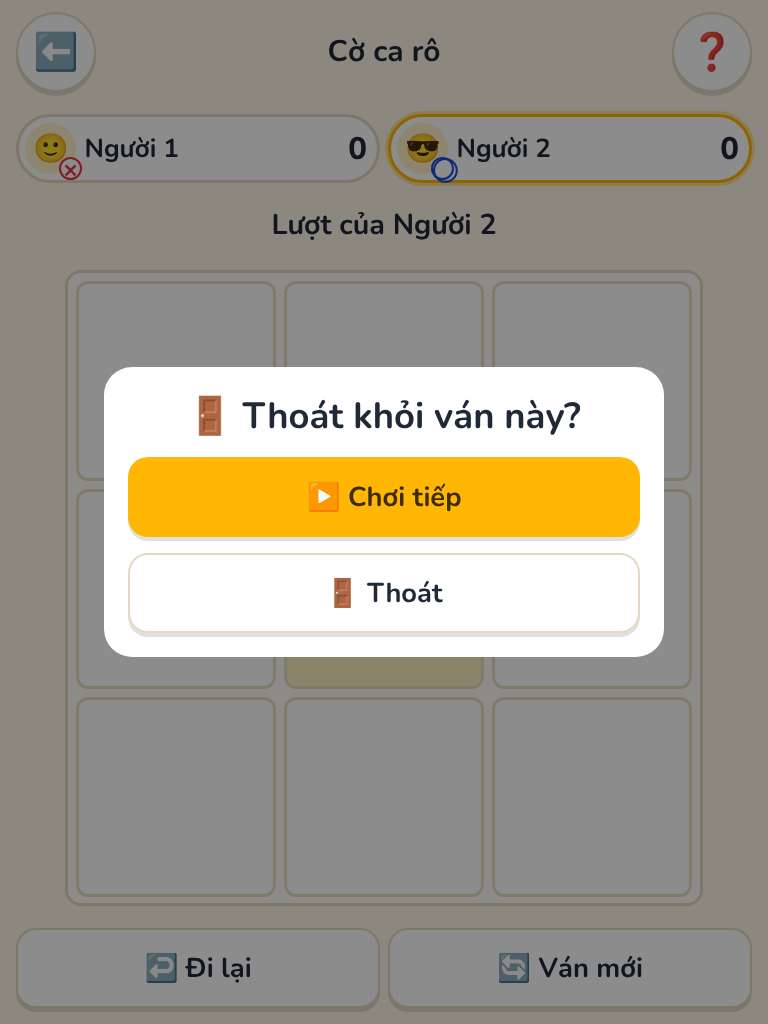 Cờ ca rô
Người 1
0
Người 2
0
Lượt của Người 2
Thoát khỏi ván này?
Chơi tiếp
Thoát
Đi lại
Ván mới